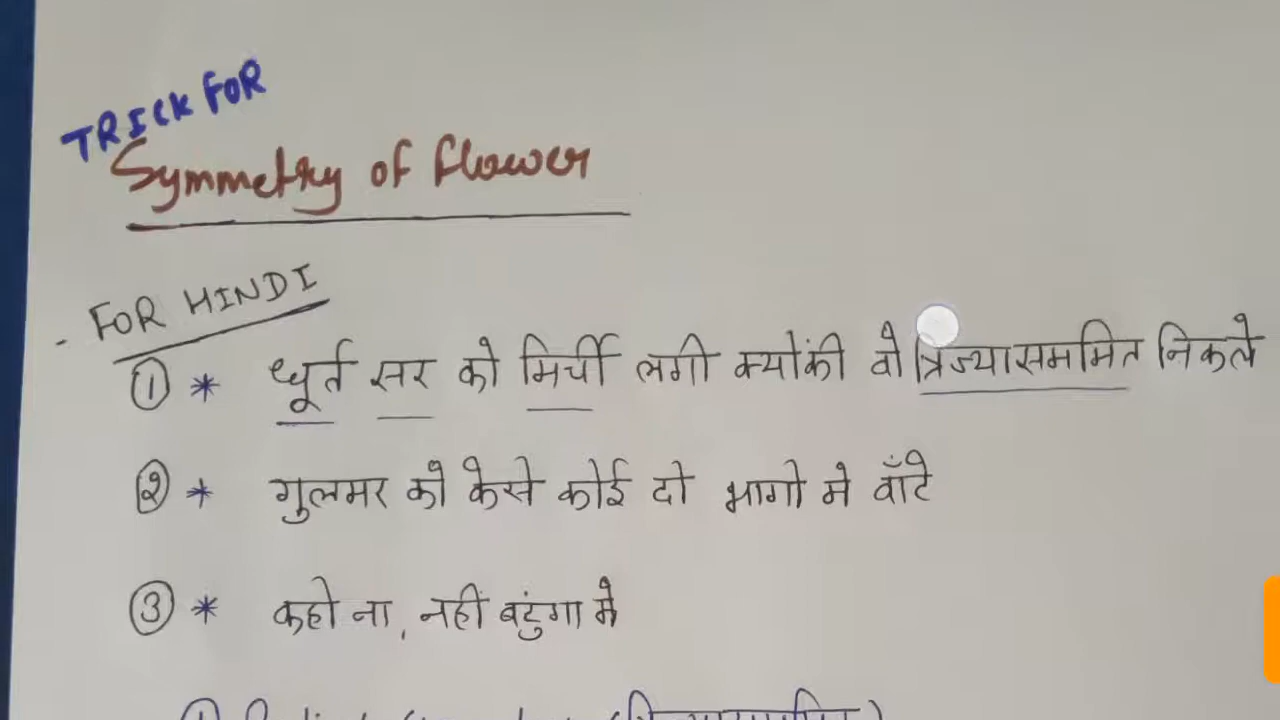 TRICK FOR
Symmetry of flower
FOR HINDI
① * धूर्त सर को मिर्ची लगी क्योंकी वो त्रिज्यासममित निकले
② * गुलमर को केसे कोई दो भागो मे बाँटे
③ * कहो ना, नहीं बटुंगा मे